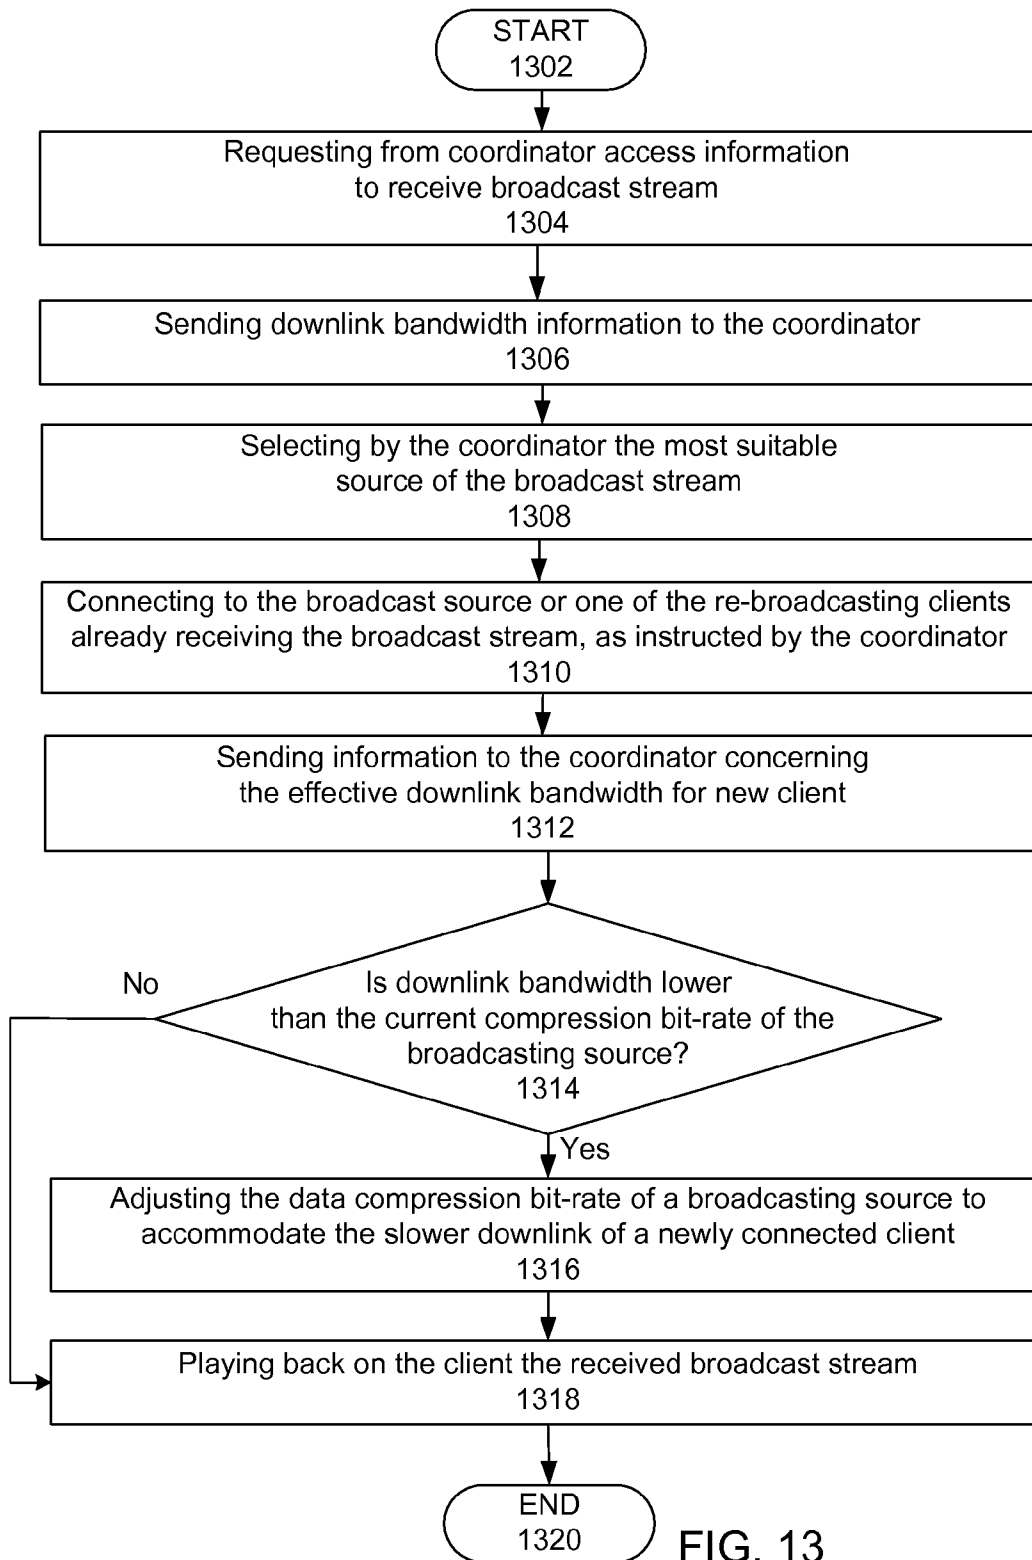 START
1302
Requesting from coordinator access information
to receive broadcast stream
1304
Sending downlink bandwidth information to the coordinator
1306
Selecting by the coordinator the most suitable
source of the broadcast stream
1308
Connecting to the broadcast source or one of the re-broadcasting clients
already receiving the broadcast stream, as instructed by the coordinator
1310
Sending information to the coordinator concerning
the effective downlink bandwidth for new client
1312
No
Is downlink bandwidth lower
than the current compression bit-rate of the
broadcasting source?
1314
Yes
Adjusting the data compression bit-rate of a broadcasting source to
accommodate the slower downlink of a newly connected client
1316
Playing back on the client the received broadcast stream
1318
END
1320
FIG. 13